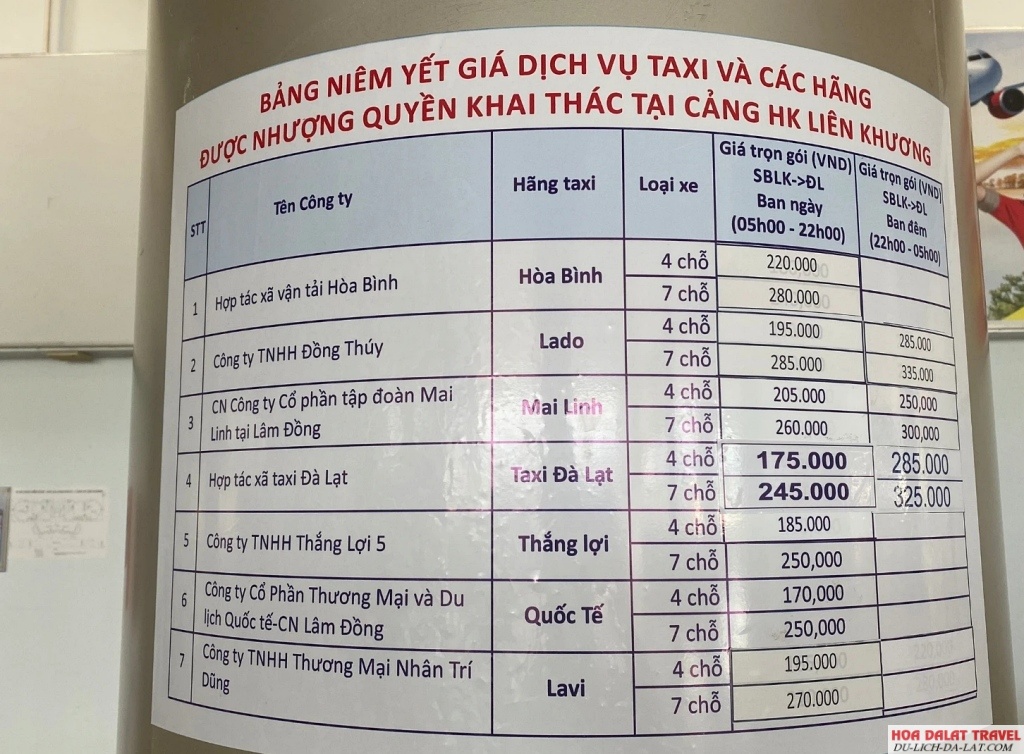 BẢNG NIÊM YẾT GIÁ DỊCH VỤ TAXI VÀ CÁC HÃNG
ĐƯỢC NHƯỢNG QUYỀN KHAI THÁC TẠI CẢNG HK LIÊN KHƯƠNG
STT Tên Công ty Hãng taxi Loại xe Giá trọn gói (VND) SBLK->ĐL Ban ngày (05h00 - 22h00) Giá trọn gói (VND) SBLK->ĐL Ban đêm (22h00 - 05h00)
1 Hợp tác xã vận tải Hòa Bình Hòa Bình 4 chỗ 220.000
7 chỗ 280.000
2 Công ty TNHH Đồng Thúy Lado 4 chỗ 195.000 285.000
7 chỗ 285.000 335.000
3 CN Công ty Cổ phần tập đoàn Mai Linh tại Lâm Đồng Mai Linh 4 chỗ 205.000 250,000
7 chỗ 260.000 300,000
4 Hợp tác xã taxi Đà Lạt Taxi Đà Lạt 4 chỗ 175.000 285.000
7 chỗ 245.000 325.000
5 Công ty TNHH Thắng Lợi 5 Thắng lợi 4 chỗ 185.000
7 chỗ 250,000
6 Công ty Cổ Phần Thương Mại và Du lịch Quốc tế-CN Lâm Đồng Quốc Tế 4 chỗ 170,000
7 chỗ 250,000
7 Công ty TNHH Thương Mại Nhân Trí Dũng Lavi 4 chỗ 195.000
7 chỗ 270.000
HOA DALAT TRAVEL
DU-LICH-DA-LAT.COM